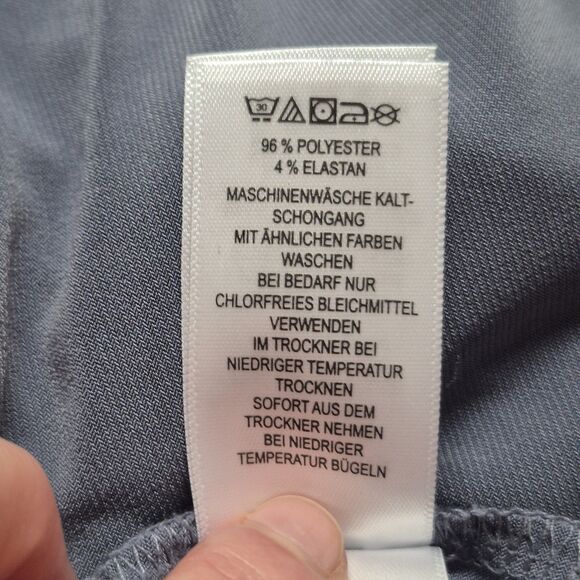 30
96 % POLYESTER
4 % ELASTAN
MASCHINENWÄSCHE KALT-
SCHONGANG
MIT ÄHNLICHEN FARBEN
WASCHEN
BEI BEDARF NUR
CHLORFREIES BLEICHMITTEL
VERWENDEN
IM TROCKNER BEI
NIEDRIGER TEMPERATUR
TROCKNEN
SOFORT AUS DEM
TROCKNER NEHMEN
BEI NIEDRIGER
TEMPERATUR BÜGELN